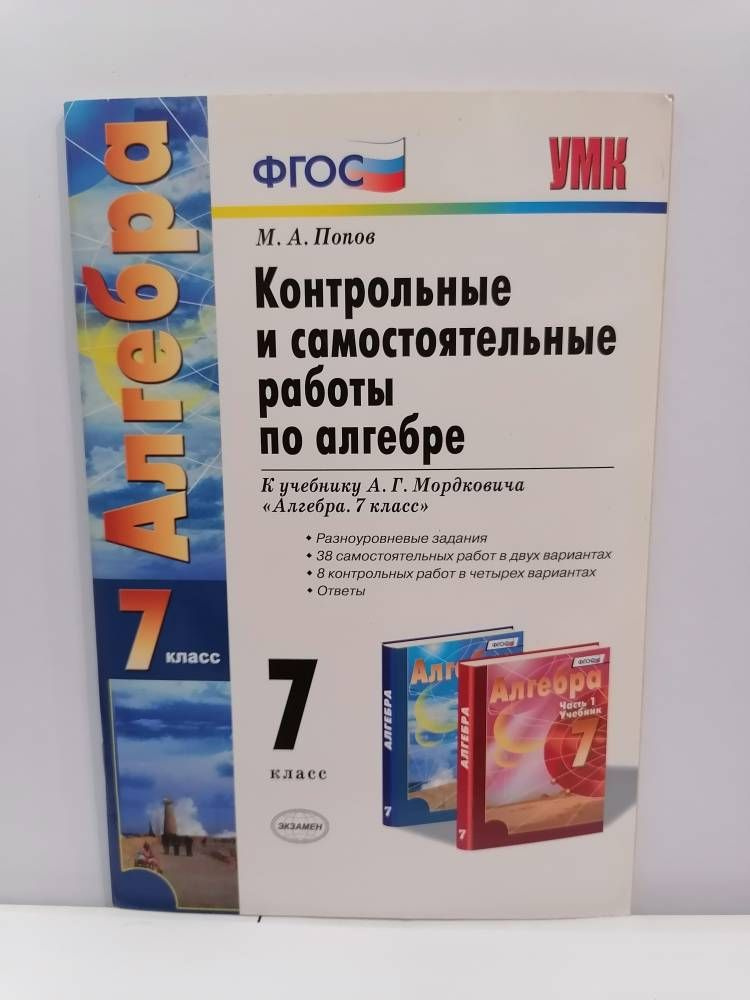 Алгебра
7
класс
ФГОС
УМК
М. А. Попов
Контрольные
и самостоятельные
работы
по алгебре
К учебнику А. Г. Мордковича
«Алгебра. 7 класс»
• Разноуровневые задания
• 38 самостоятельных работ в двух вариантах
• 8 контрольных работ в четырех вариантах
• Ответы
7
класс
ЭКЗАМЕН
ФГОС
АЛГЕБРА
7
ФГОС
Алгебра
Часть 1
Учебник
7
АЛГЕБРА
7